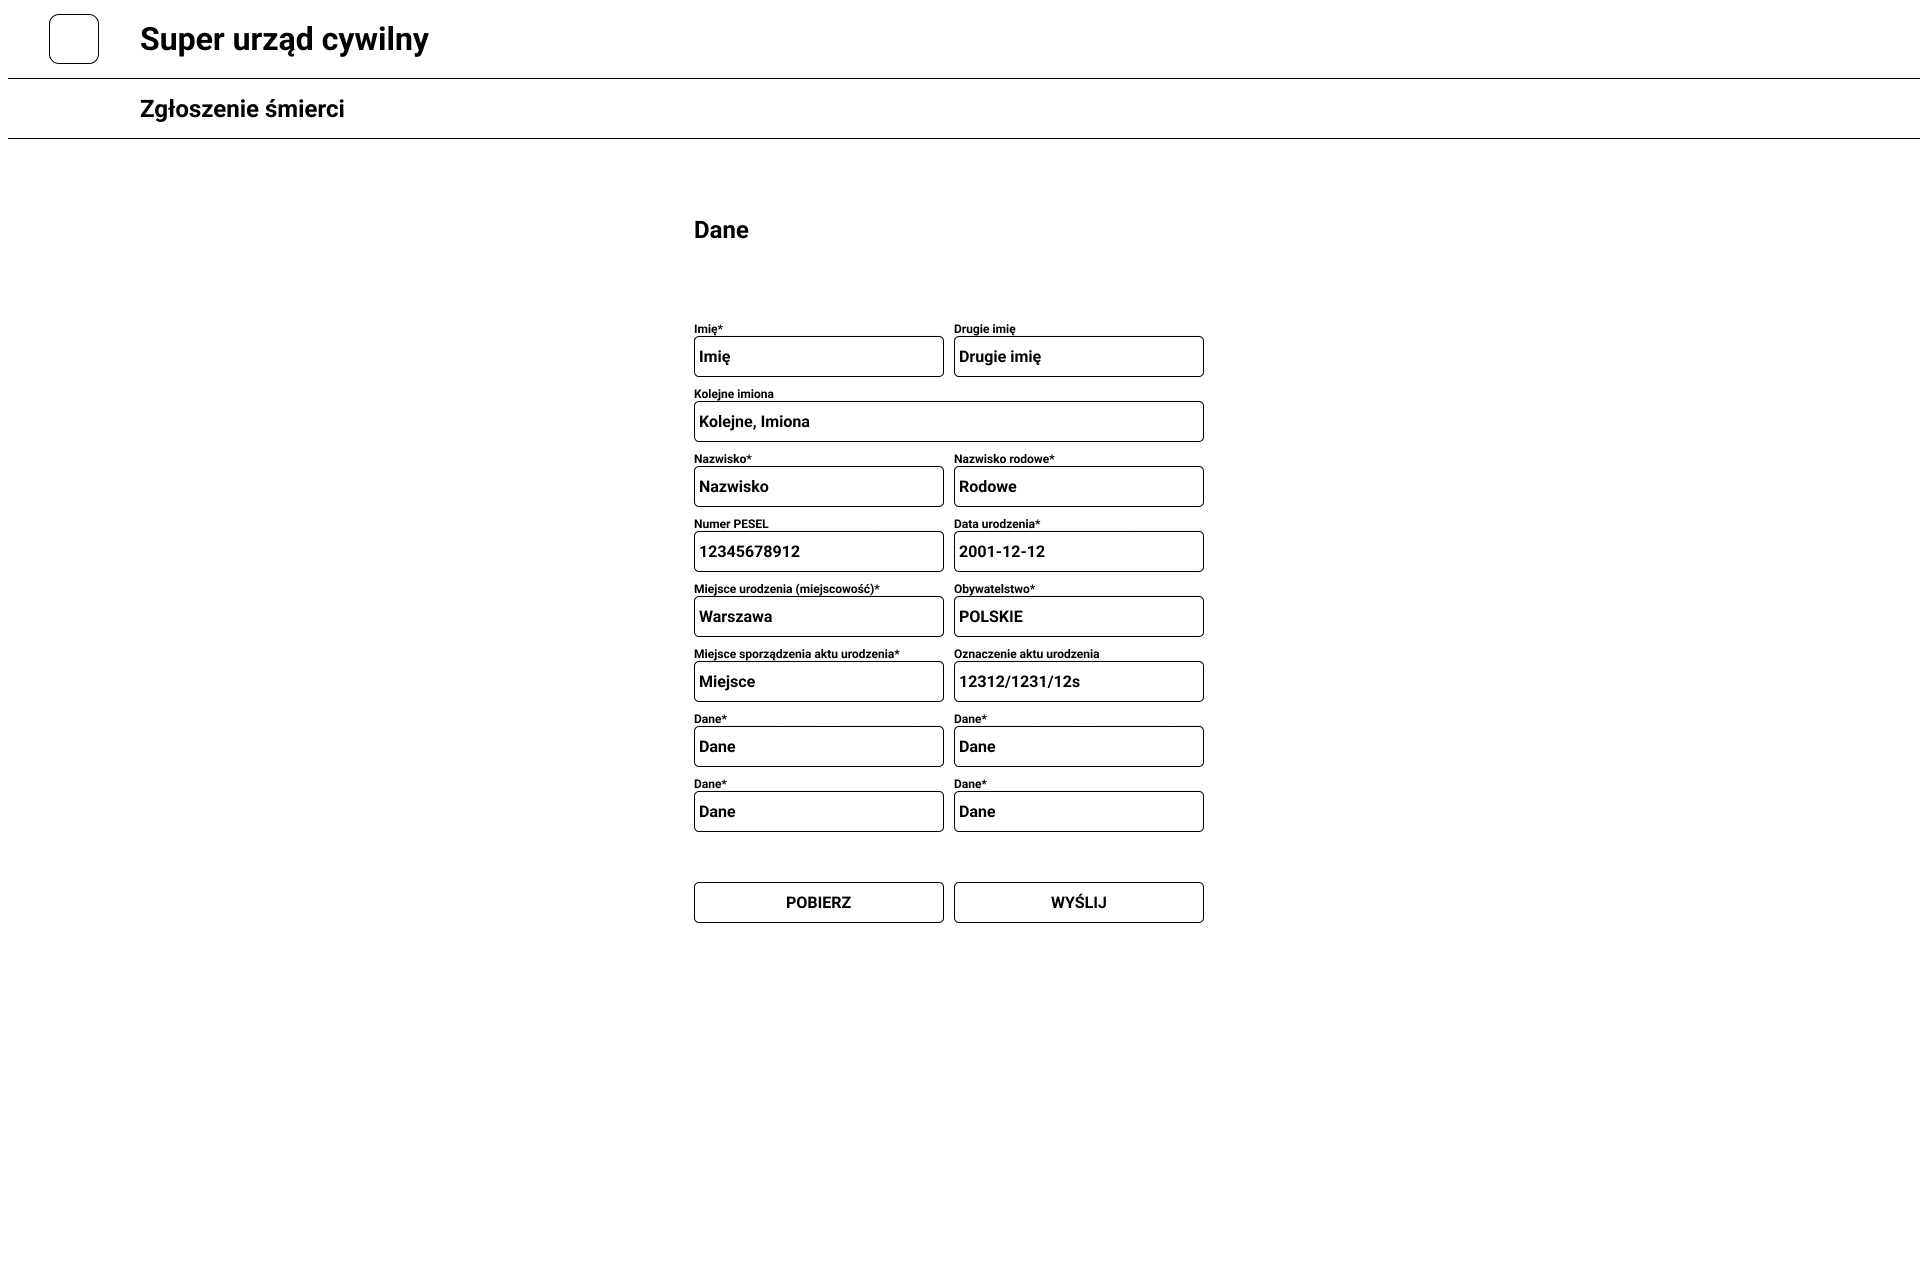 Super urząd cywilny
Zgłoszenie śmierci
Dane
Imię* Drugie imię
Imię Drugie imię
Kolejne imiona
Kolejne, Imiona
Nazwisko* Nazwisko rodowe*
Nazwisko Rodowe
Numer PESEL Data urodzenia*
12345678912 2001-12-12
Miejsce urodzenia (miejscowość)* Obywatelstwo*
Warszawa POLSKIE
Miejsce sporządzenia aktu urodzenia* Oznaczenie aktu urodzenia
Miejsce 12312/1231/12s
Dane* Dane*
Dane Dane
Dane* Dane*
Dane Dane
POBIERZ WYŚLIJ